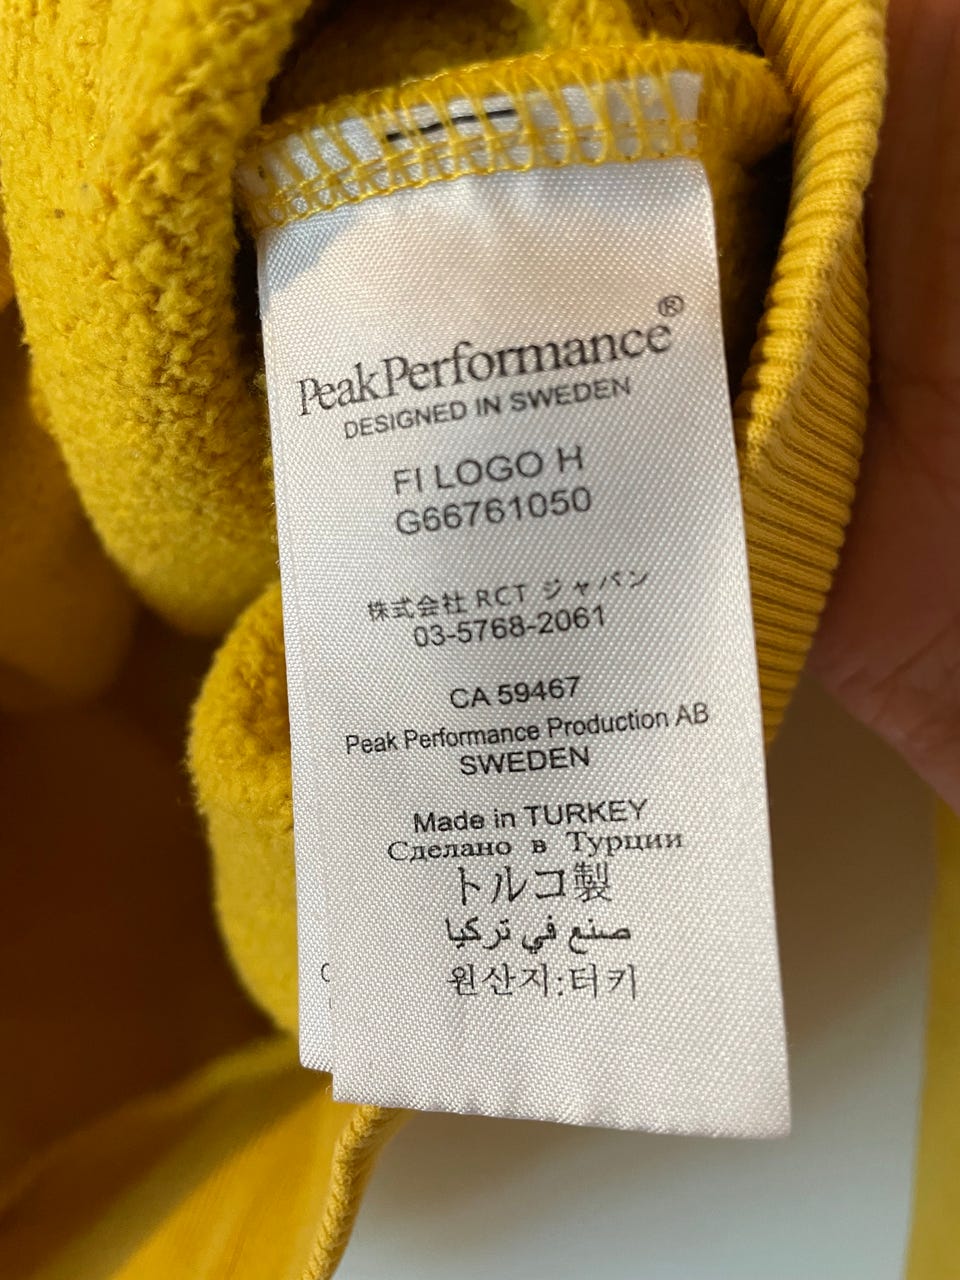 PeakPerformance®
DESIGNED IN SWEDEN
FI LOGO H
G66761050
株式会社 RCT ジャパン
03-5768-2061
CA 59467
Peak Performance Production AB
SWEDEN
Made in TURKEY
Сделано в Турции
トルコ製
صنع في تركيا
원산지:터키